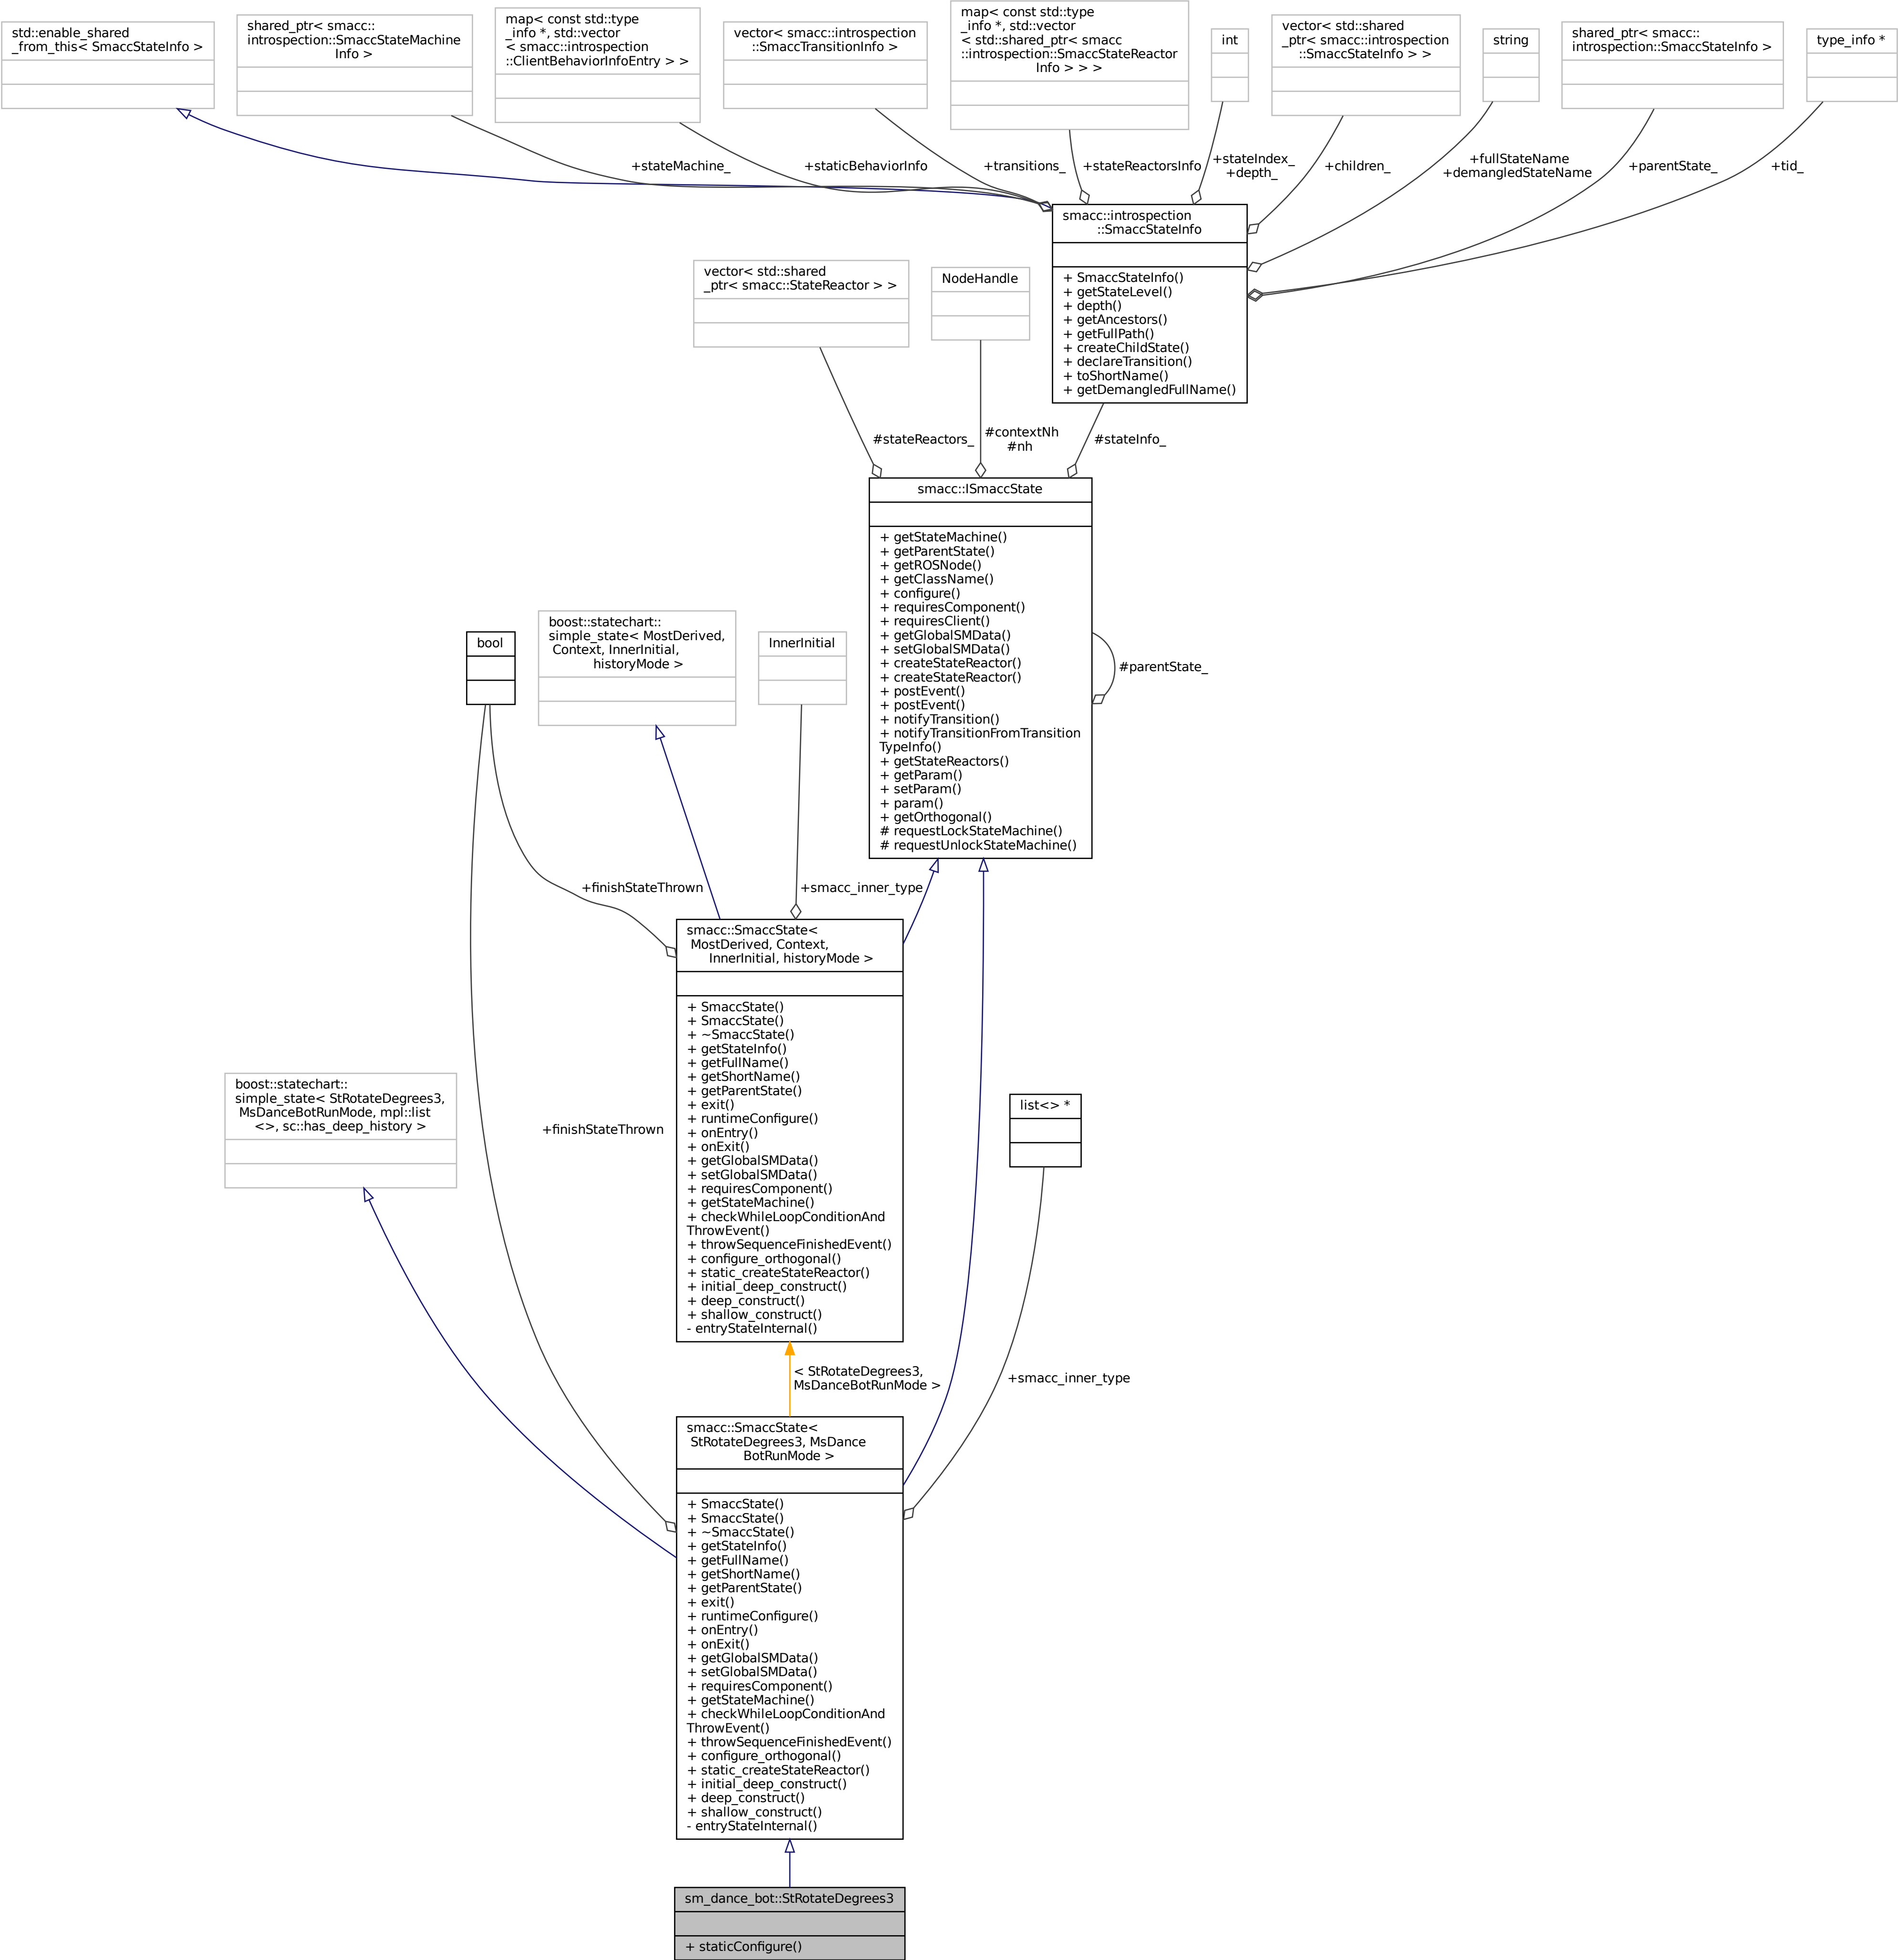 std::enable_shared
_from_this< SmaccStateInfo >
shared_ptr< smacc::
introspection::SmaccStateMachine
Info >
map< const std::type
_info *, std::vector
< smacc::introspection
::ClientBehaviorInfoEntry > >
vector< smacc::introspection
::SmaccTransitionInfo >
map< const std::type
_info *, std::vector
< std::shared_ptr< smacc
::introspection::SmaccStateReactor
Info > > >
int
vector< std::shared
_ptr< smacc::introspection
::SmaccStateInfo > >
string
shared_ptr< smacc::
introspection::SmaccStateInfo >
type_info *
+stateMachine_
+staticBehaviorInfo
+transitions_
+stateReactorsInfo
+stateIndex_
+depth_
+children_
+fullStateName
+demangledStateName
+parentState_
+tid_
smacc::introspection
::SmaccStateInfo
+ SmaccStateInfo()
+ getStateLevel()
+ depth()
+ getAncestors()
+ getFullPath()
+ createChildState()
+ declareTransition()
+ toShortName()
+ getDemangledFullName()
vector< std::shared
_ptr< smacc::StateReactor > >
NodeHandle
#stateReactors_
#contextNh
#nh
#stateInfo_
smacc::ISmaccState
+ getStateMachine()
+ getParentState()
+ getROSNode()
+ getClassName()
+ configure()
+ requiresComponent()
+ requiresClient()
+ getGlobalSMData()
+ setGlobalSMData()
+ createStateReactor()
+ createStateReactor()
+ postEvent()
+ postEvent()
+ notifyTransition()
+ notifyTransitionFromTransition
TypeInfo()
+ getStateReactors()
+ getParam()
+ setParam()
+ param()
+ getOrthogonal()
# requestLockStateMachine()
# requestUnlockStateMachine()
#parentState_
bool
boost::statechart::
simple_state< MostDerived,
Context, InnerInitial,
historyMode >
InnerInitial
+finishStateThrown
+smacc_inner_type
smacc::SmaccState<
MostDerived, Context,
InnerInitial, historyMode >
+ SmaccState()
+ SmaccState()
+ ~SmaccState()
+ getStateInfo()
+ getFullName()
+ getShortName()
+ getParentState()
+ exit()
+ runtimeConfigure()
+ onEntry()
+ onExit()
+ getGlobalSMData()
+ setGlobalSMData()
+ requiresComponent()
+ getStateMachine()
+ checkWhileLoopConditionAnd
ThrowEvent()
+ throwSequenceFinishedEvent()
+ configure_orthogonal()
+ static_createStateReactor()
+ initial_deep_construct()
+ deep_construct()
+ shallow_construct()
- entryStateInternal()
boost::statechart::
simple_state< StRotateDegrees3,
MsDanceBotRunMode, mpl::list
<>, sc::has_deep_history >
+finishStateThrown
list<> *
< StRotateDegrees3,
MsDanceBotRunMode >
+smacc_inner_type
smacc::SmaccState<
StRotateDegrees3, MsDance
BotRunMode >
+ SmaccState()
+ SmaccState()
+ ~SmaccState()
+ getStateInfo()
+ getFullName()
+ getShortName()
+ getParentState()
+ exit()
+ runtimeConfigure()
+ onEntry()
+ onExit()
+ getGlobalSMData()
+ setGlobalSMData()
+ requiresComponent()
+ getStateMachine()
+ checkWhileLoopConditionAnd
ThrowEvent()
+ throwSequenceFinishedEvent()
+ configure_orthogonal()
+ static_createStateReactor()
+ initial_deep_construct()
+ deep_construct()
+ shallow_construct()
- entryStateInternal()
sm_dance_bot::StRotateDegrees3
+ staticConfigure()